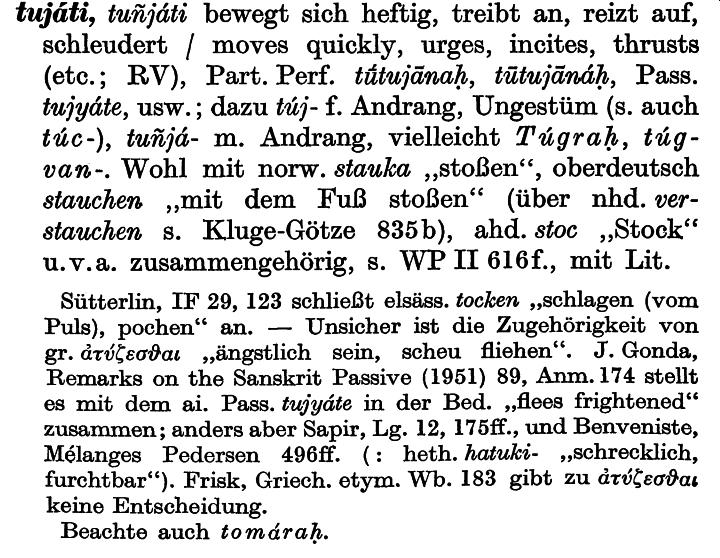 tujáti, tuñjáti bewegt sich heftig, treibt an, reizt auf,
schleudert / moves quickly, urges, incites, thrusts
(etc.; RV), Part. Perf. tū́tujānaḥ, tūtujānáḥ, Pass.
tujyáte, usw.; dazu túj- f. Andrang, Ungestüm (s. auch
túc-), tuñjá- m. Andrang, vielleicht Túgraḥ, túg-
van-. Wohl mit norw. stauka „stoßen“, oberdeutsch
stauchen „mit dem Fuß stoßen“ (über nhd. ver-
stauchen s. Kluge-Götze 835b), ahd. stoc „Stock“
u.v.a. zusammengehörig, s. WP II 616f., mit Lit.
Sütterlin, IF 29, 123 schließt elsäss. tocken „schlagen (vom
Puls), pochen“ an. — Unsicher ist die Zugehörigkeit von
gr. ἀτύζεσθαι „ängstlich sein, scheu fliehen“. J. Gonda,
Remarks on the Sanskrit Passive (1951) 89, Anm. 174 stellt
es mit dem ai. Pass. tujyáte in der Bed. „flees frightened“
zusammen; anders aber Sapir, Lg. 12, 175ff., und Benveniste,
Mélanges Pedersen 496ff. (: heth. hatuki- „schrecklich,
furchtbar“). Frisk, Griech. etym. Wb. 183 gibt zu ἀτύζεσθαι
keine Entscheidung.
Beachte auch tomáraḥ.